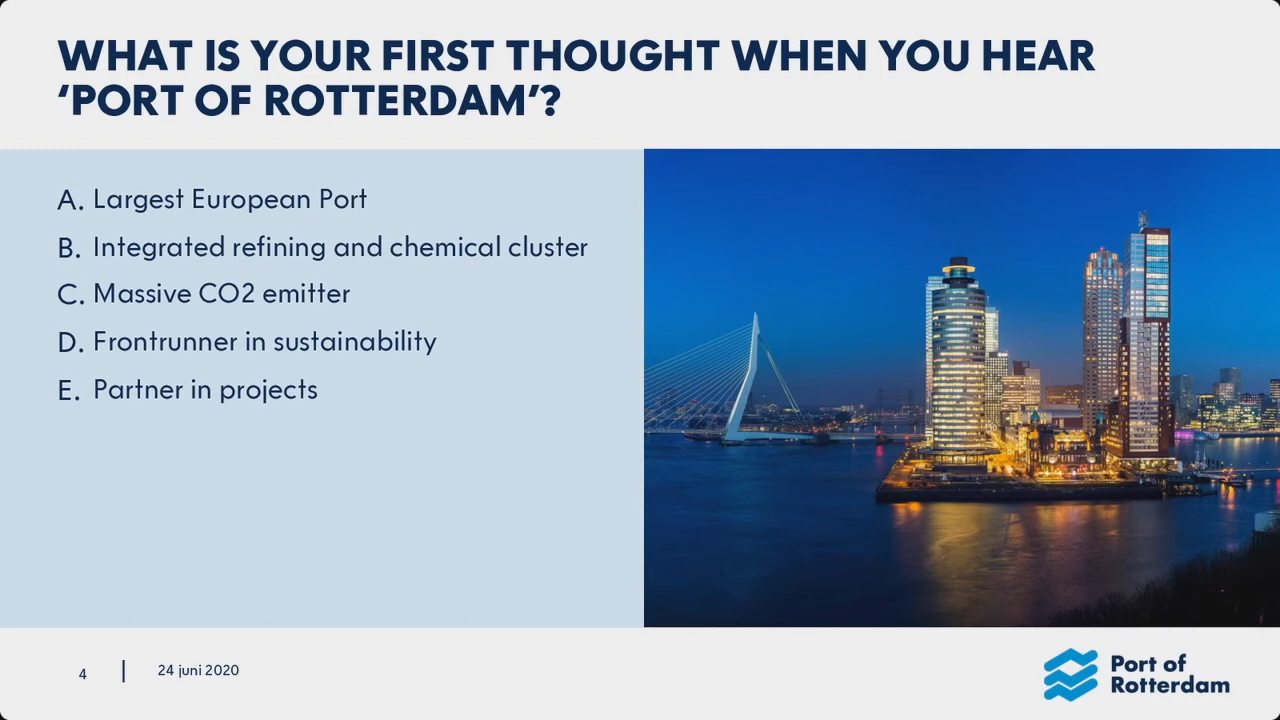 WHAT IS YOUR FIRST THOUGHT WHEN YOU HEAR
‘PORT OF ROTTERDAM’?
A. Largest European Port
B. Integrated refining and chemical cluster
C. Massive CO2 emitter
D. Frontrunner in sustainability
E. Partner in projects
4
24 juni 2020
Port of
Rotterdam